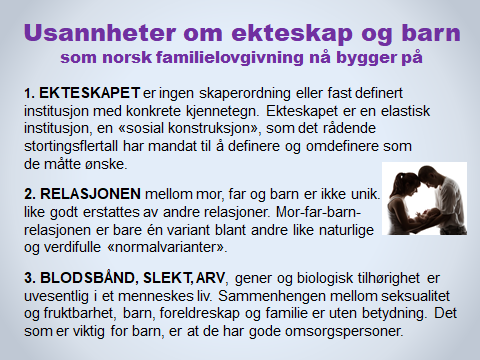 Usannheter om ekteskap og barn
som norsk familielovgivning nå bygger på
1. EKTESKAPET er ingen skaperordning eller fast definert
institusjon med konkrete kjennetegn. Ekteskapet er en elastisk
institusjon, en «sosial konstruksjon», som det rådende
stortingsflertall har mandat til å definere og omdefinere som
de måtte ønske.
2. RELASJONEN mellom mor, far og barn er ikke unik.
like godt erstattes av andre relasjoner. Mor-far-barn-
relasjonen er bare én variant blant andre like naturlige
og verdifulle «normalvarianter».
3. BLODSBÅND, SLEKT, ARV, gener og biologisk tilhørighet er
uvesentlig i et menneskes liv. Sammenhengen mellom seksualitet
og fruktbarhet, barn, foreldreskap og familie er uten betydning. Det
som er viktig for barn, er at de har gode omsorgspersoner.